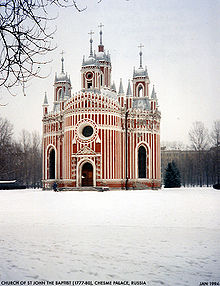 CHURCH OF ST JOHN THE BAPTIST (1777-80), CHESME PALACE, RUSSIA JAN 1994